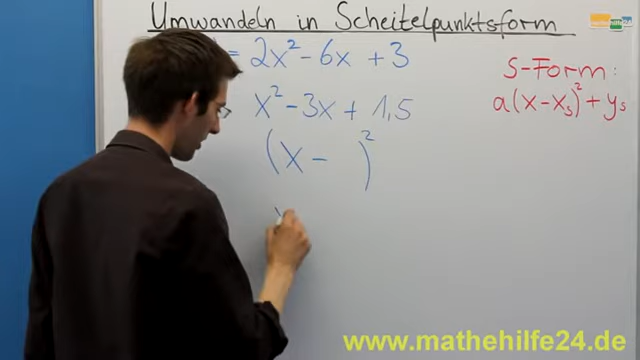 Umwandeln in Scheitelpunktsform
= 2x² - 6x + 3
S-Form:
x² - 3x + 1,5
a(x-xₛ)² + yₛ
(x - )²
www.mathehilfe24.de